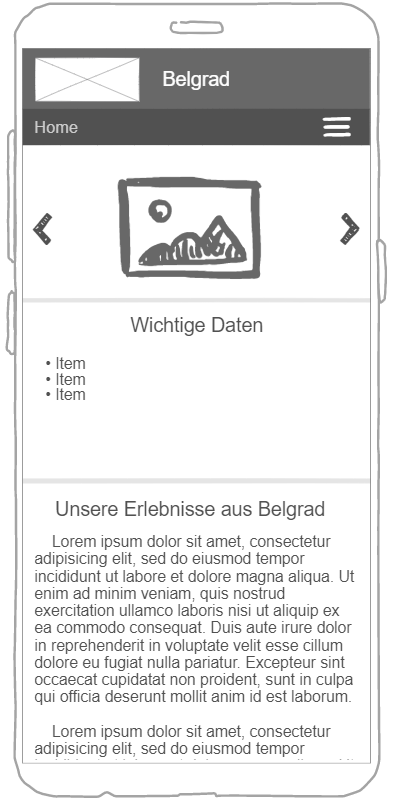 Belgrad
Home
Wichtige Daten
• Item
• Item
• Item
Unsere Erlebnisse aus Belgrad
Lorem ipsum dolor sit amet, consectetur
adipisicing elit, sed do eiusmod tempor
incididunt ut labore et dolore magna aliqua. Ut
enim ad minim veniam, quis nostrud
exercitation ullamco laboris nisi ut aliquip ex
ea commodo consequat. Duis aute irure dolor
in reprehenderit in voluptate velit esse cillum
dolore eu fugiat nulla pariatur. Excepteur sint
occaecat cupidatat non proident, sunt in culpa
qui officia deserunt mollit anim id est laborum.
Lorem ipsum dolor sit amet, consectetur
adipisicing elit, sed do eiusmod tempor